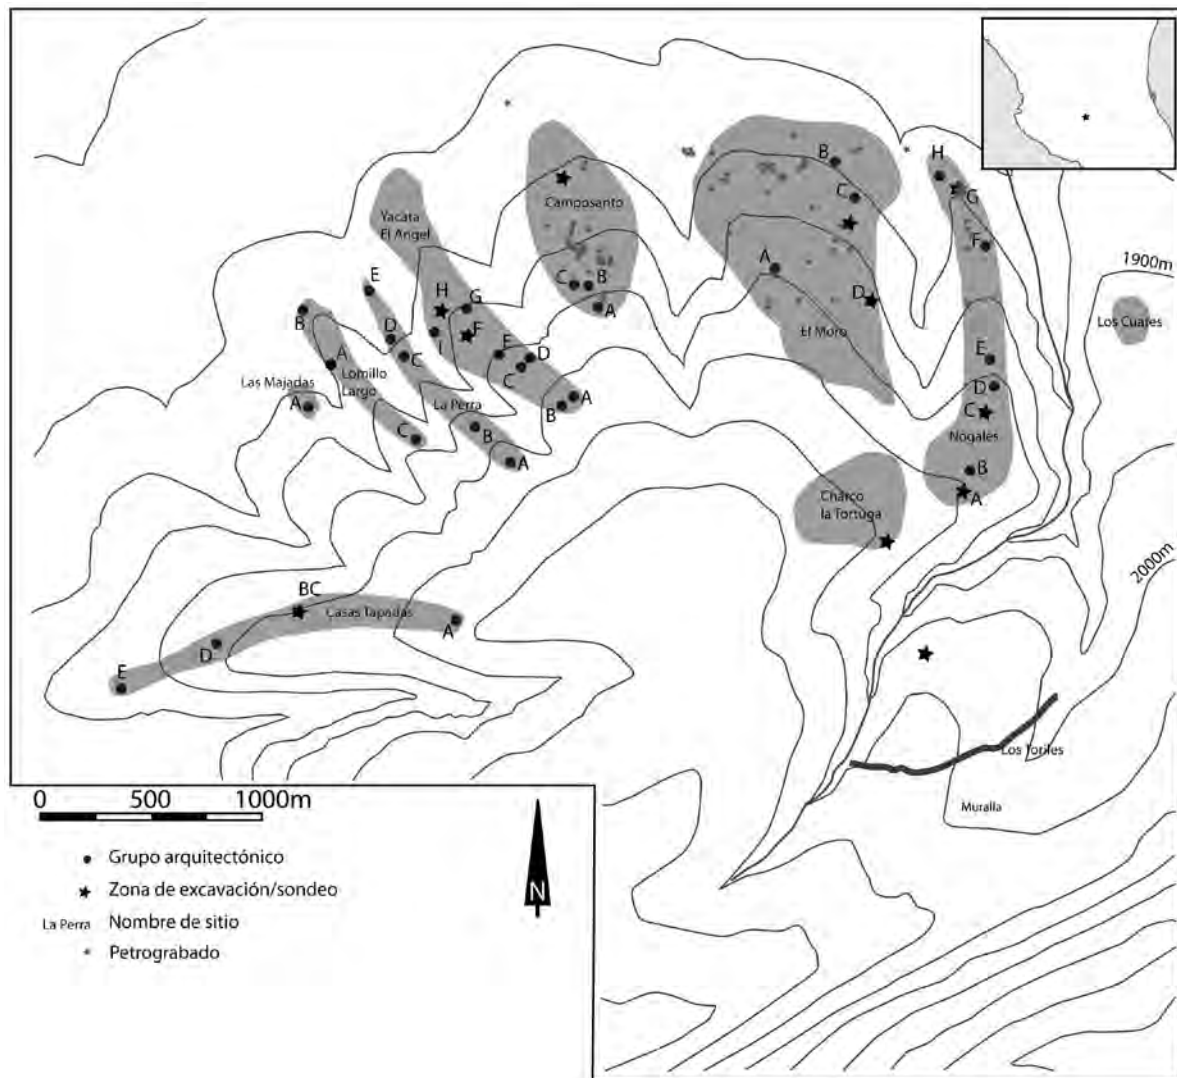 B
H
C
G
Camposanto
Yacata
El Angel
F
1900m
C
B
A
E
H
G
D
A
El Moro
Los Cuares
B
D
F
I
E
D
A
C
C
E
Lomillo
Largo
Las Majadas
A
La Perra
A
B
D
C
Nogales
C
B
A
B
A
Charco
la Tortuga
2000m
BC
Casas Tapadas
A
D
E
Los Toriles
Muralla
0 500 1000m
Grupo arquitectónico
Zona de excavación/sondeo
La Perra Nombre de sitio
Petrograbado
N